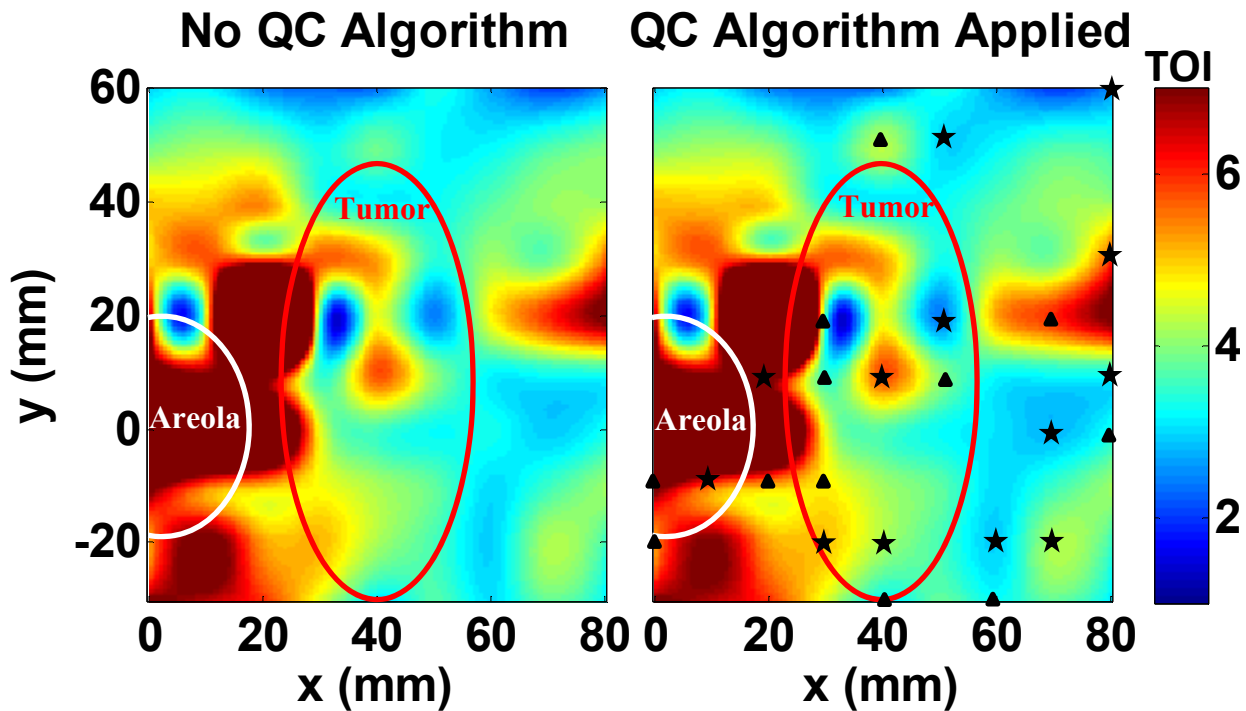 No QC Algorithm QC Algorithm Applied
TOI
60
40
20
0
-20
y (mm)
Tumor
Areola
0 20 40 60 80
x (mm)
Tumor
Areola
0 20 40 60 80
x (mm)
6
4
2